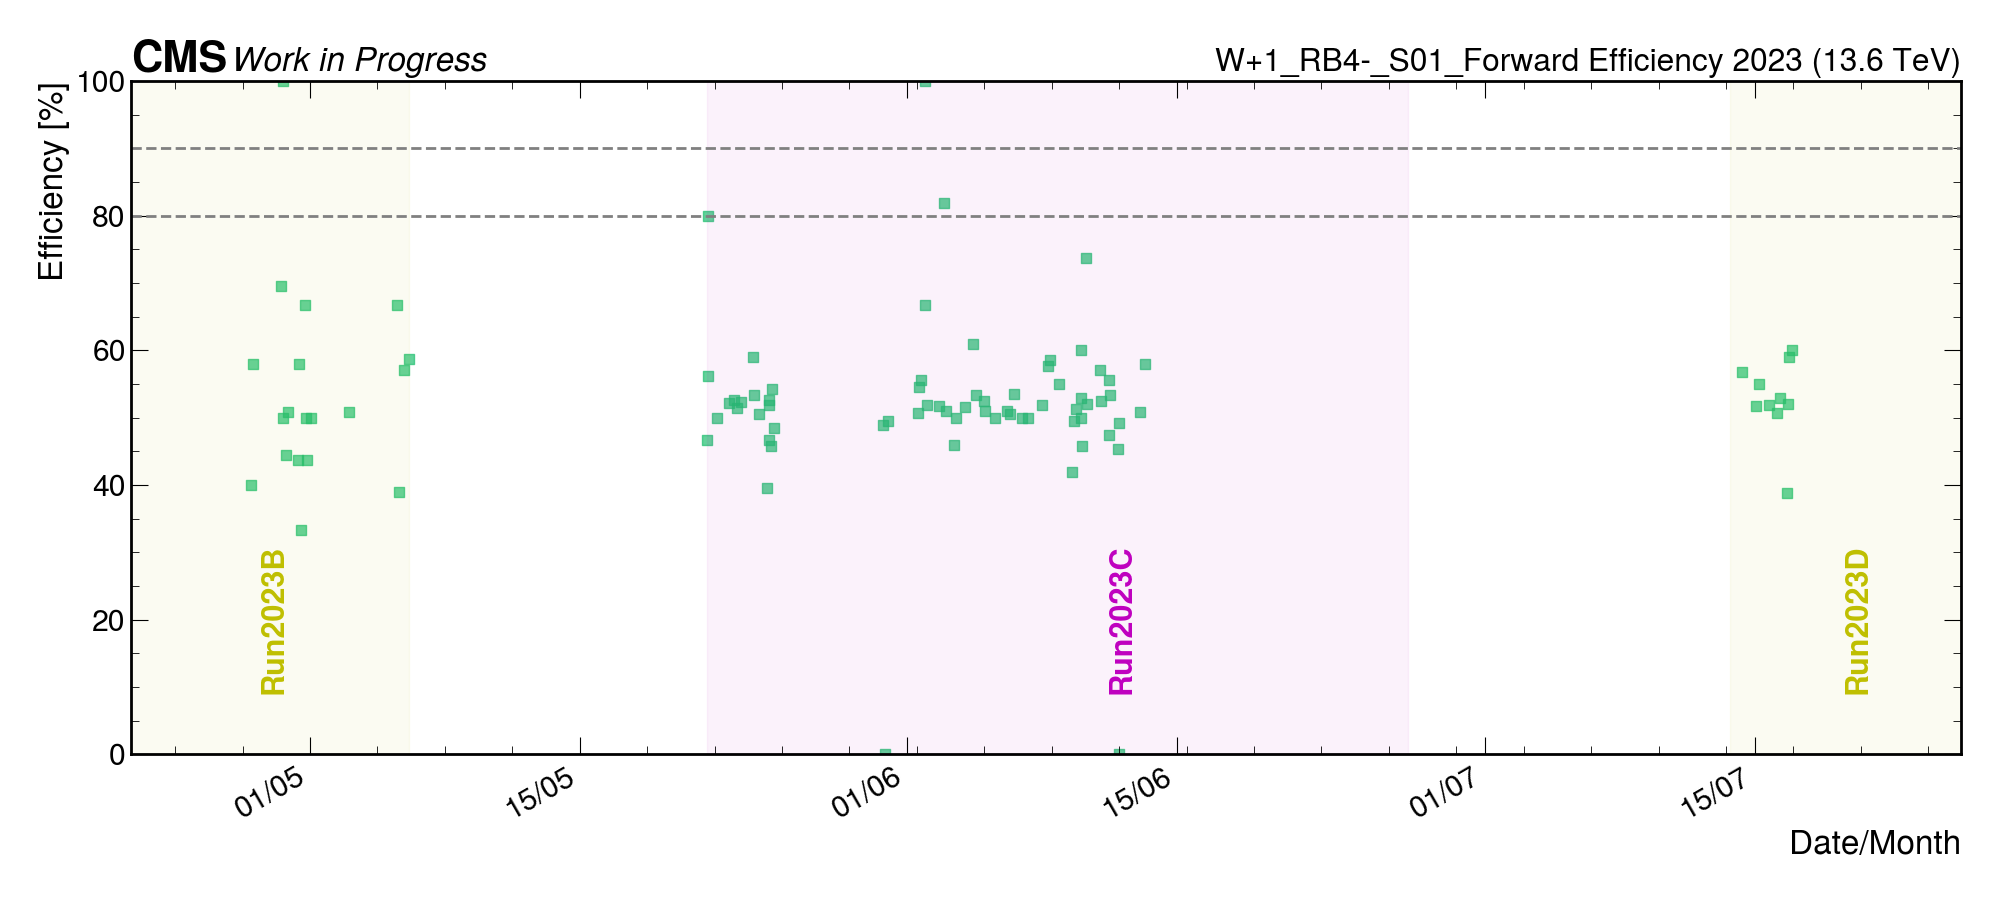 CMS Work in Progress
W+1_RB4-_S01_Forward Efficiency 2023 (13.6 TeV)
Efficiency [%]
100
80
60
40
20
0
Run2023B
Run2023C
Run2023D
01/05
15/05
01/06
15/06
01/07
15/07
Date/Month